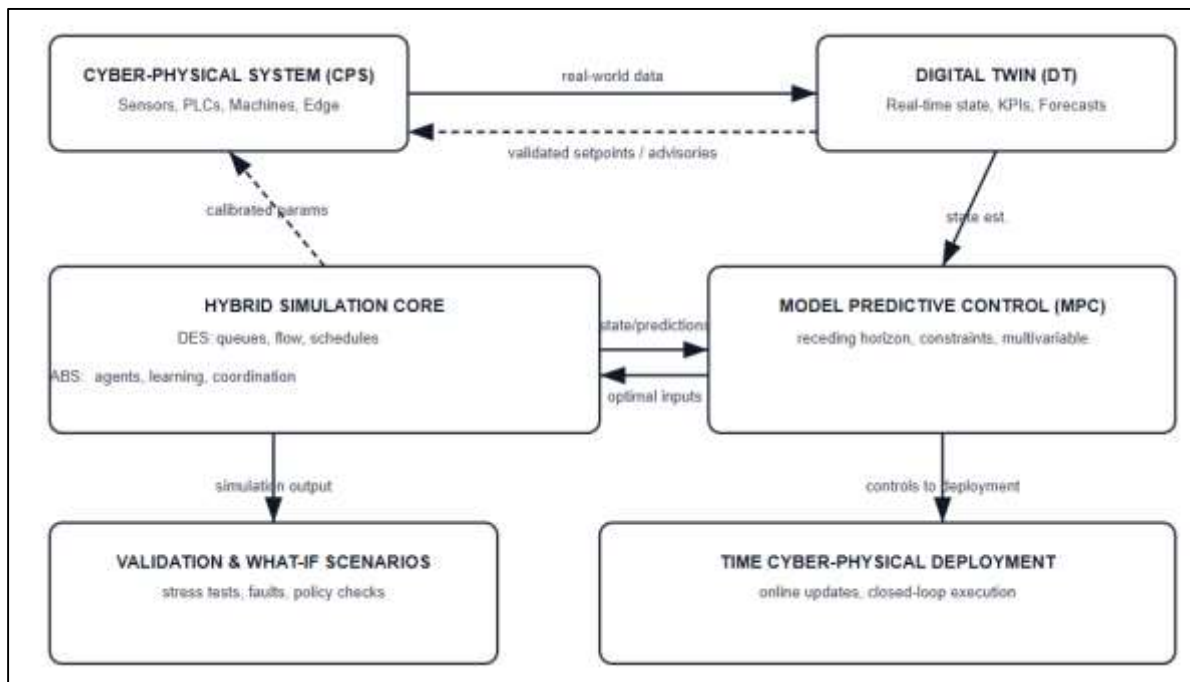 CYBER-PHYSICAL SYSTEM (CPS)
Sensors, PLCs, Machines, Edge
real-world data
DIGITAL TWIN (DT)
Real-time state, KPIs, Forecasts
validated setpoints / advisories
calibrated params
state est.
HYBRID SIMULATION CORE
DES: queues, flow, schedules
ABS: agents, learning, coordination
state/predictions
optimal inputs
MODEL PREDICTIVE CONTROL (MPC)
receding horizon, constraints, multivariable
simulation output
controls to deployment
VALIDATION & WHAT-IF SCENARIOS
stress tests, faults, policy checks
TIME CYBER-PHYSICAL DEPLOYMENT
online updates, closed-loop execution